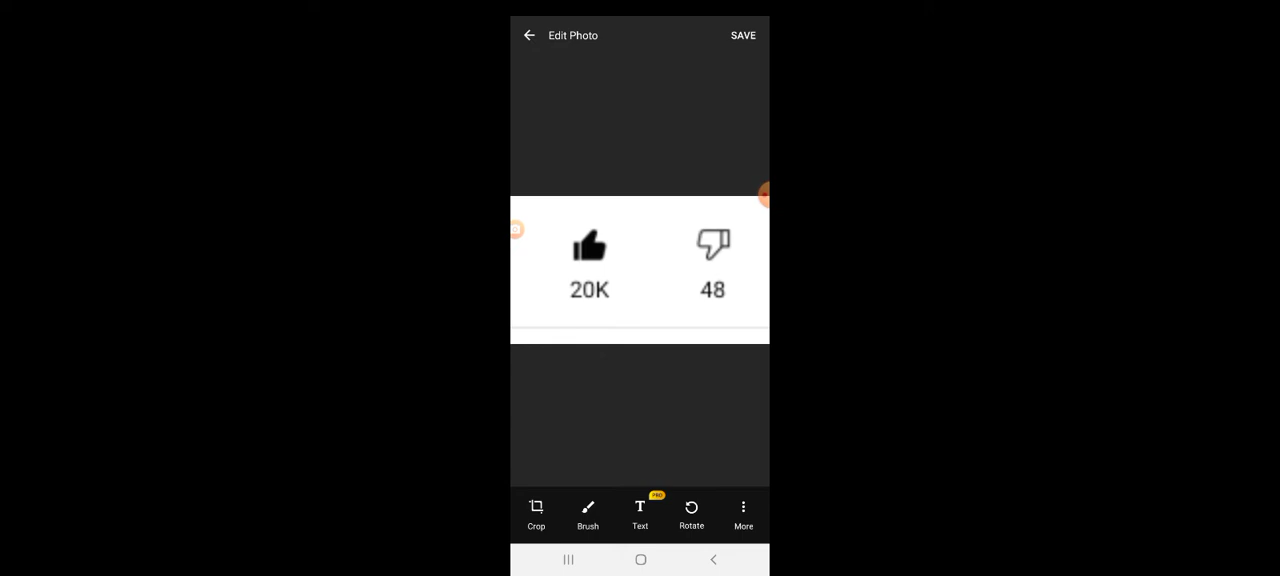 Edit Photo SAVE
20K 48
PRO
T
Crop Brush Text Rotate More